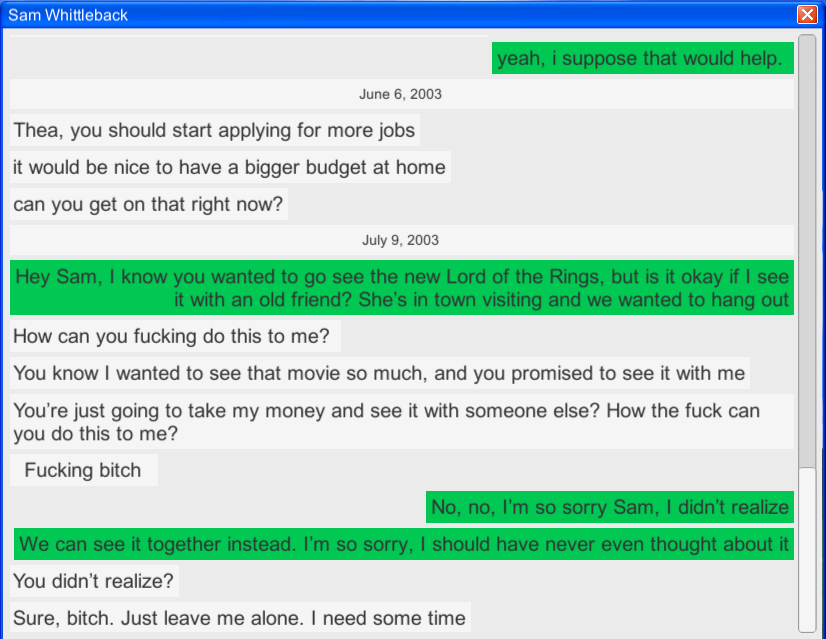 Sam Whittleback
yeah, i suppose that would help.
June 6, 2003
Thea, you should start applying for more jobs
it would be nice to have a bigger budget at home
can you get on that right now?
July 9, 2003
Hey Sam, I know you wanted to go see the new Lord of the Rings, but is it okay if I see
it with an old friend? She's in town visiting and we wanted to hang out
How can you fucking do this to me?
You know I wanted to see that movie so much, and you promised to see it with me
You're just going to take my money and see it with someone else? How the fuck can
you do this to me?
Fucking bitch
No, no, I'm so sorry Sam, I didn't realize
We can see it together instead. I'm so sorry, I should have never even thought about it
You didn't realize?
Sure, bitch. Just leave me alone. I need some time